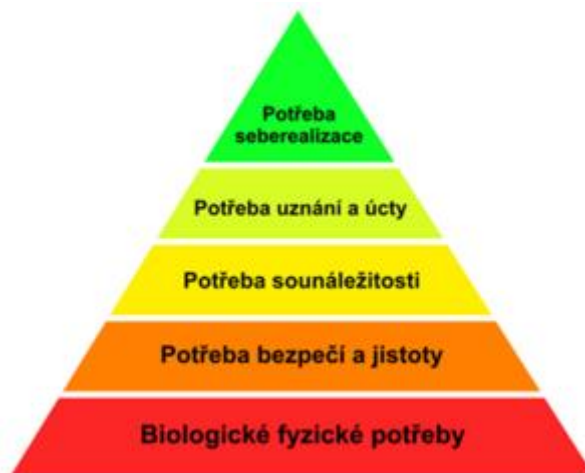 Potřeba
seberealizace
Potřeba uznání a úcty
Potřeba sounáležitosti
Potřeba bezpečí a jistoty
Biologické fyzické potřeby